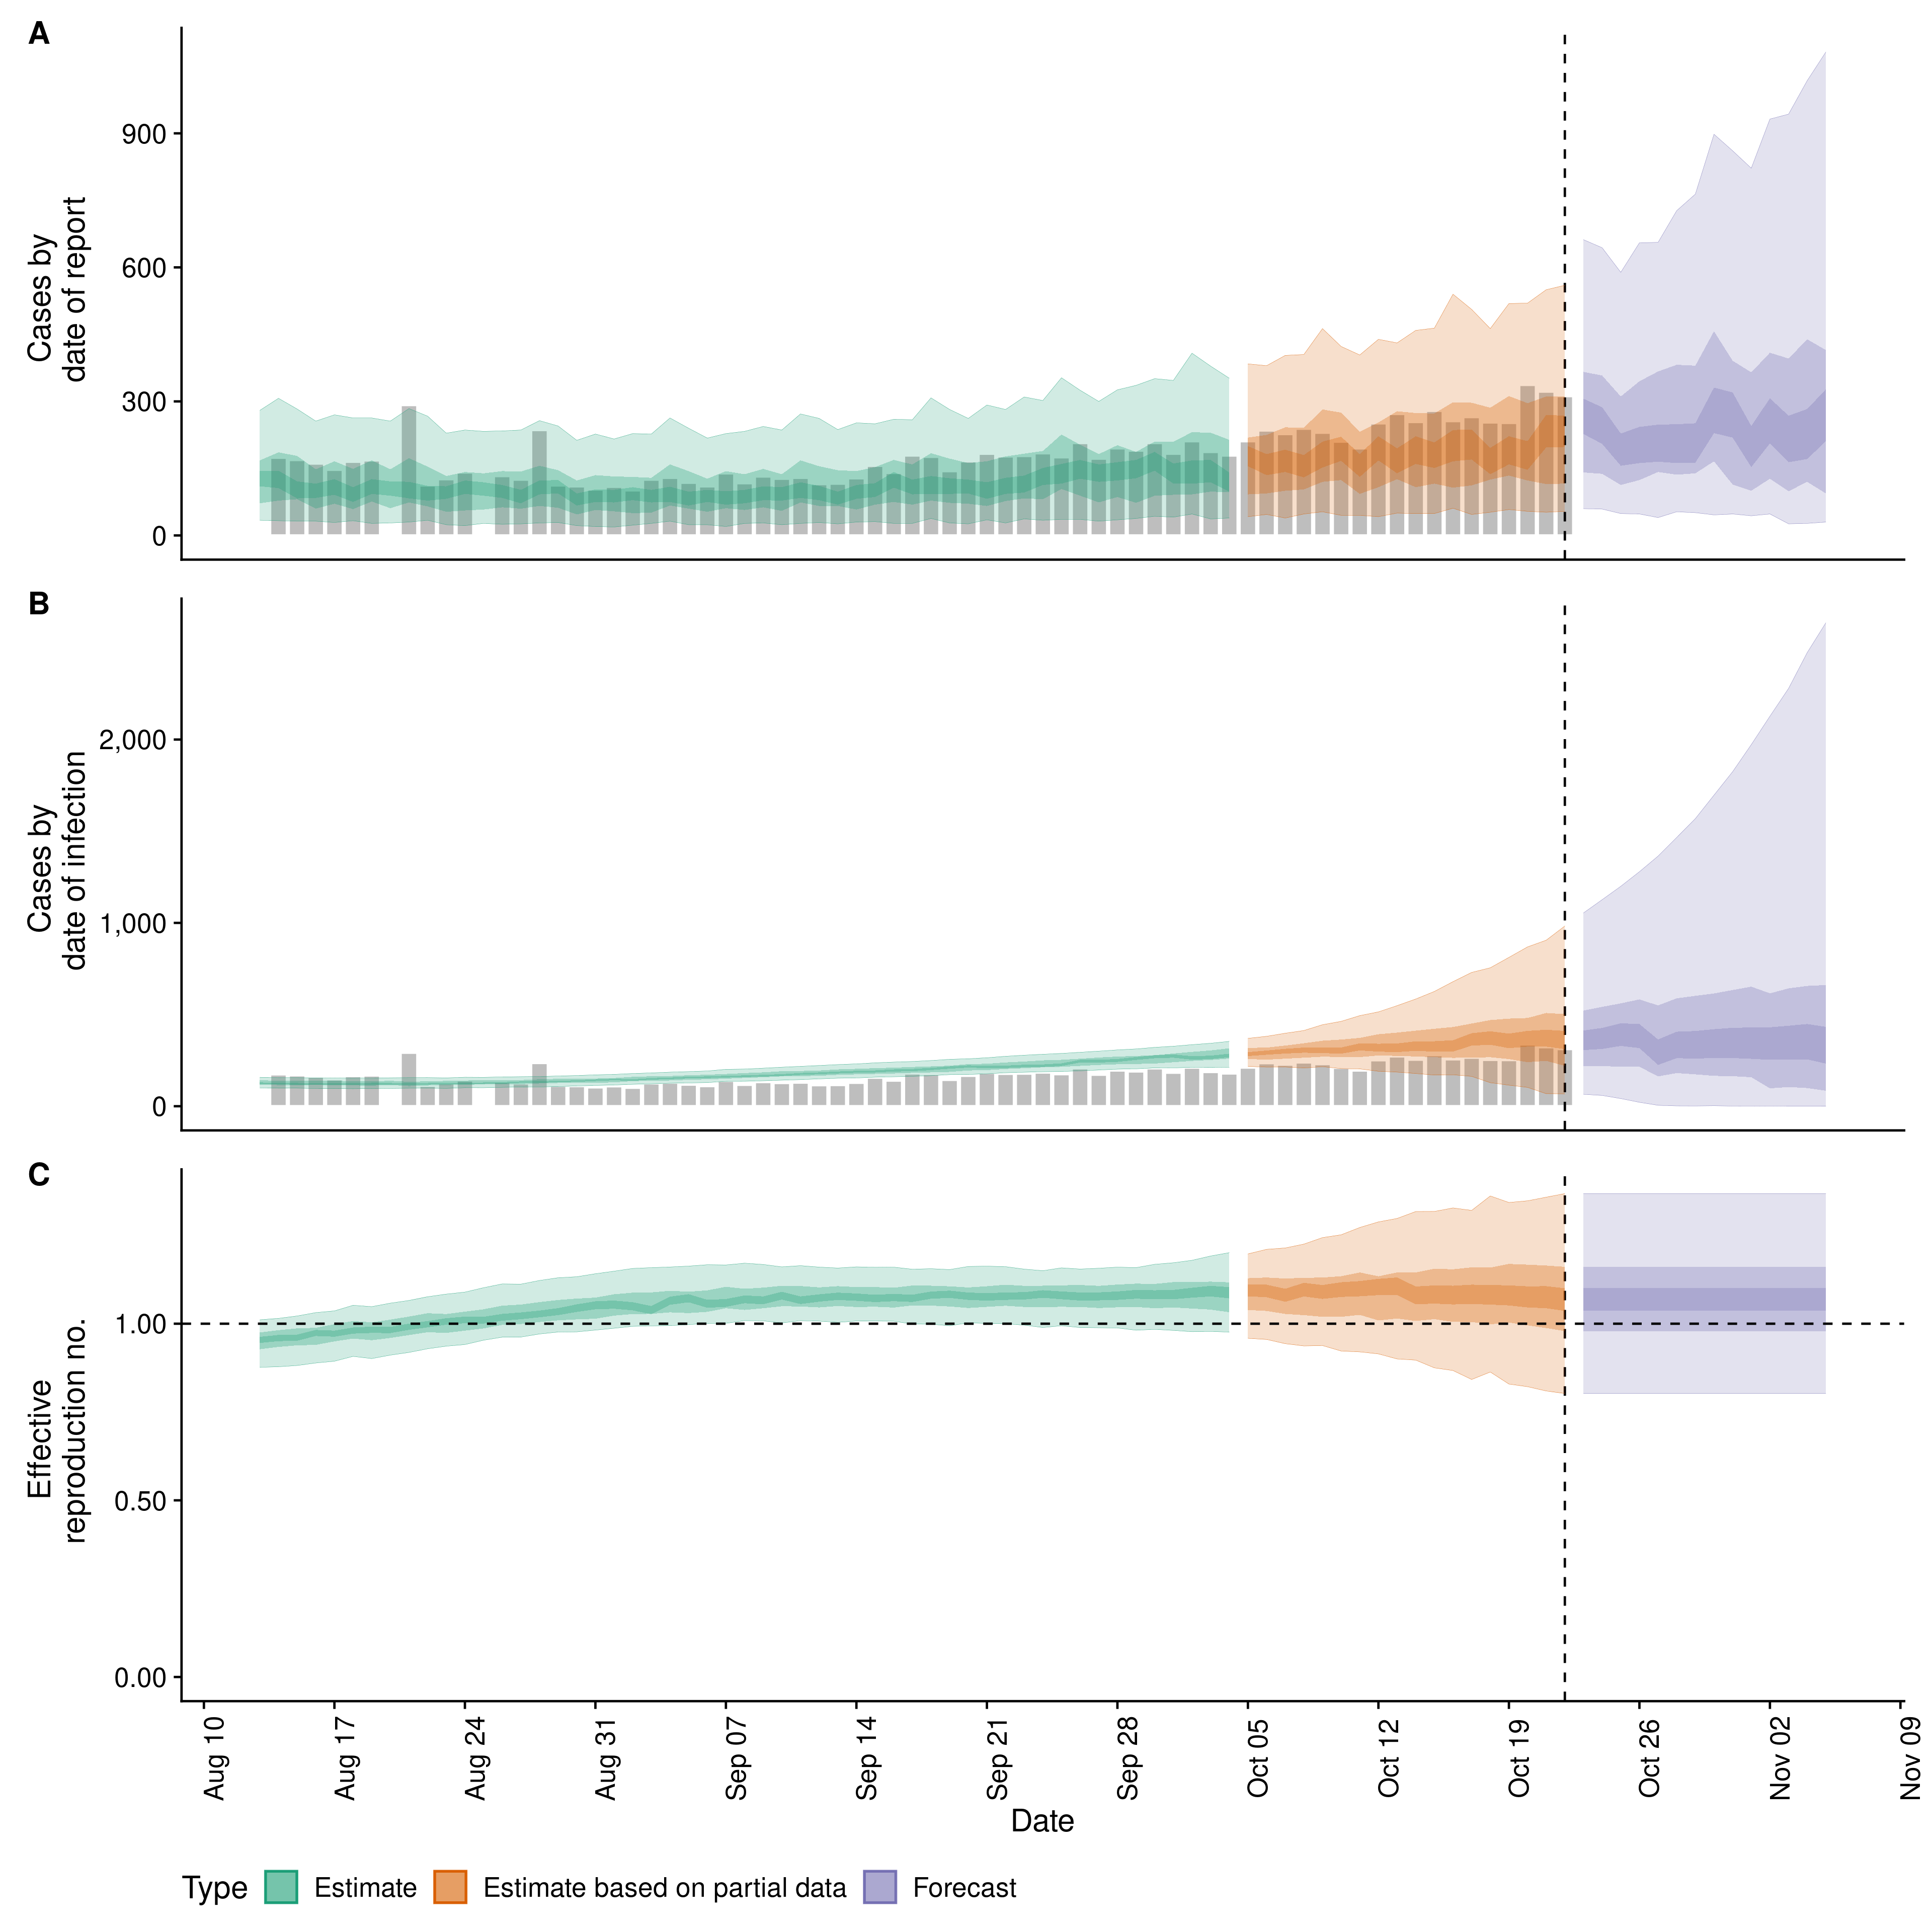 A
Cases by
date of report
900
600
300
0
B
Cases by
date of infection
2,000
1,000
0
C
Effective
reproduction no.
1.00
0.50
0.00
Aug 10
Aug 17
Aug 24
Aug 31
Sep 07
Sep 14
Sep 21
Sep 28
Oct 05
Oct 12
Oct 19
Oct 26
Nov 02
Nov 09
Date
Type Estimate Estimate based on partial data Forecast